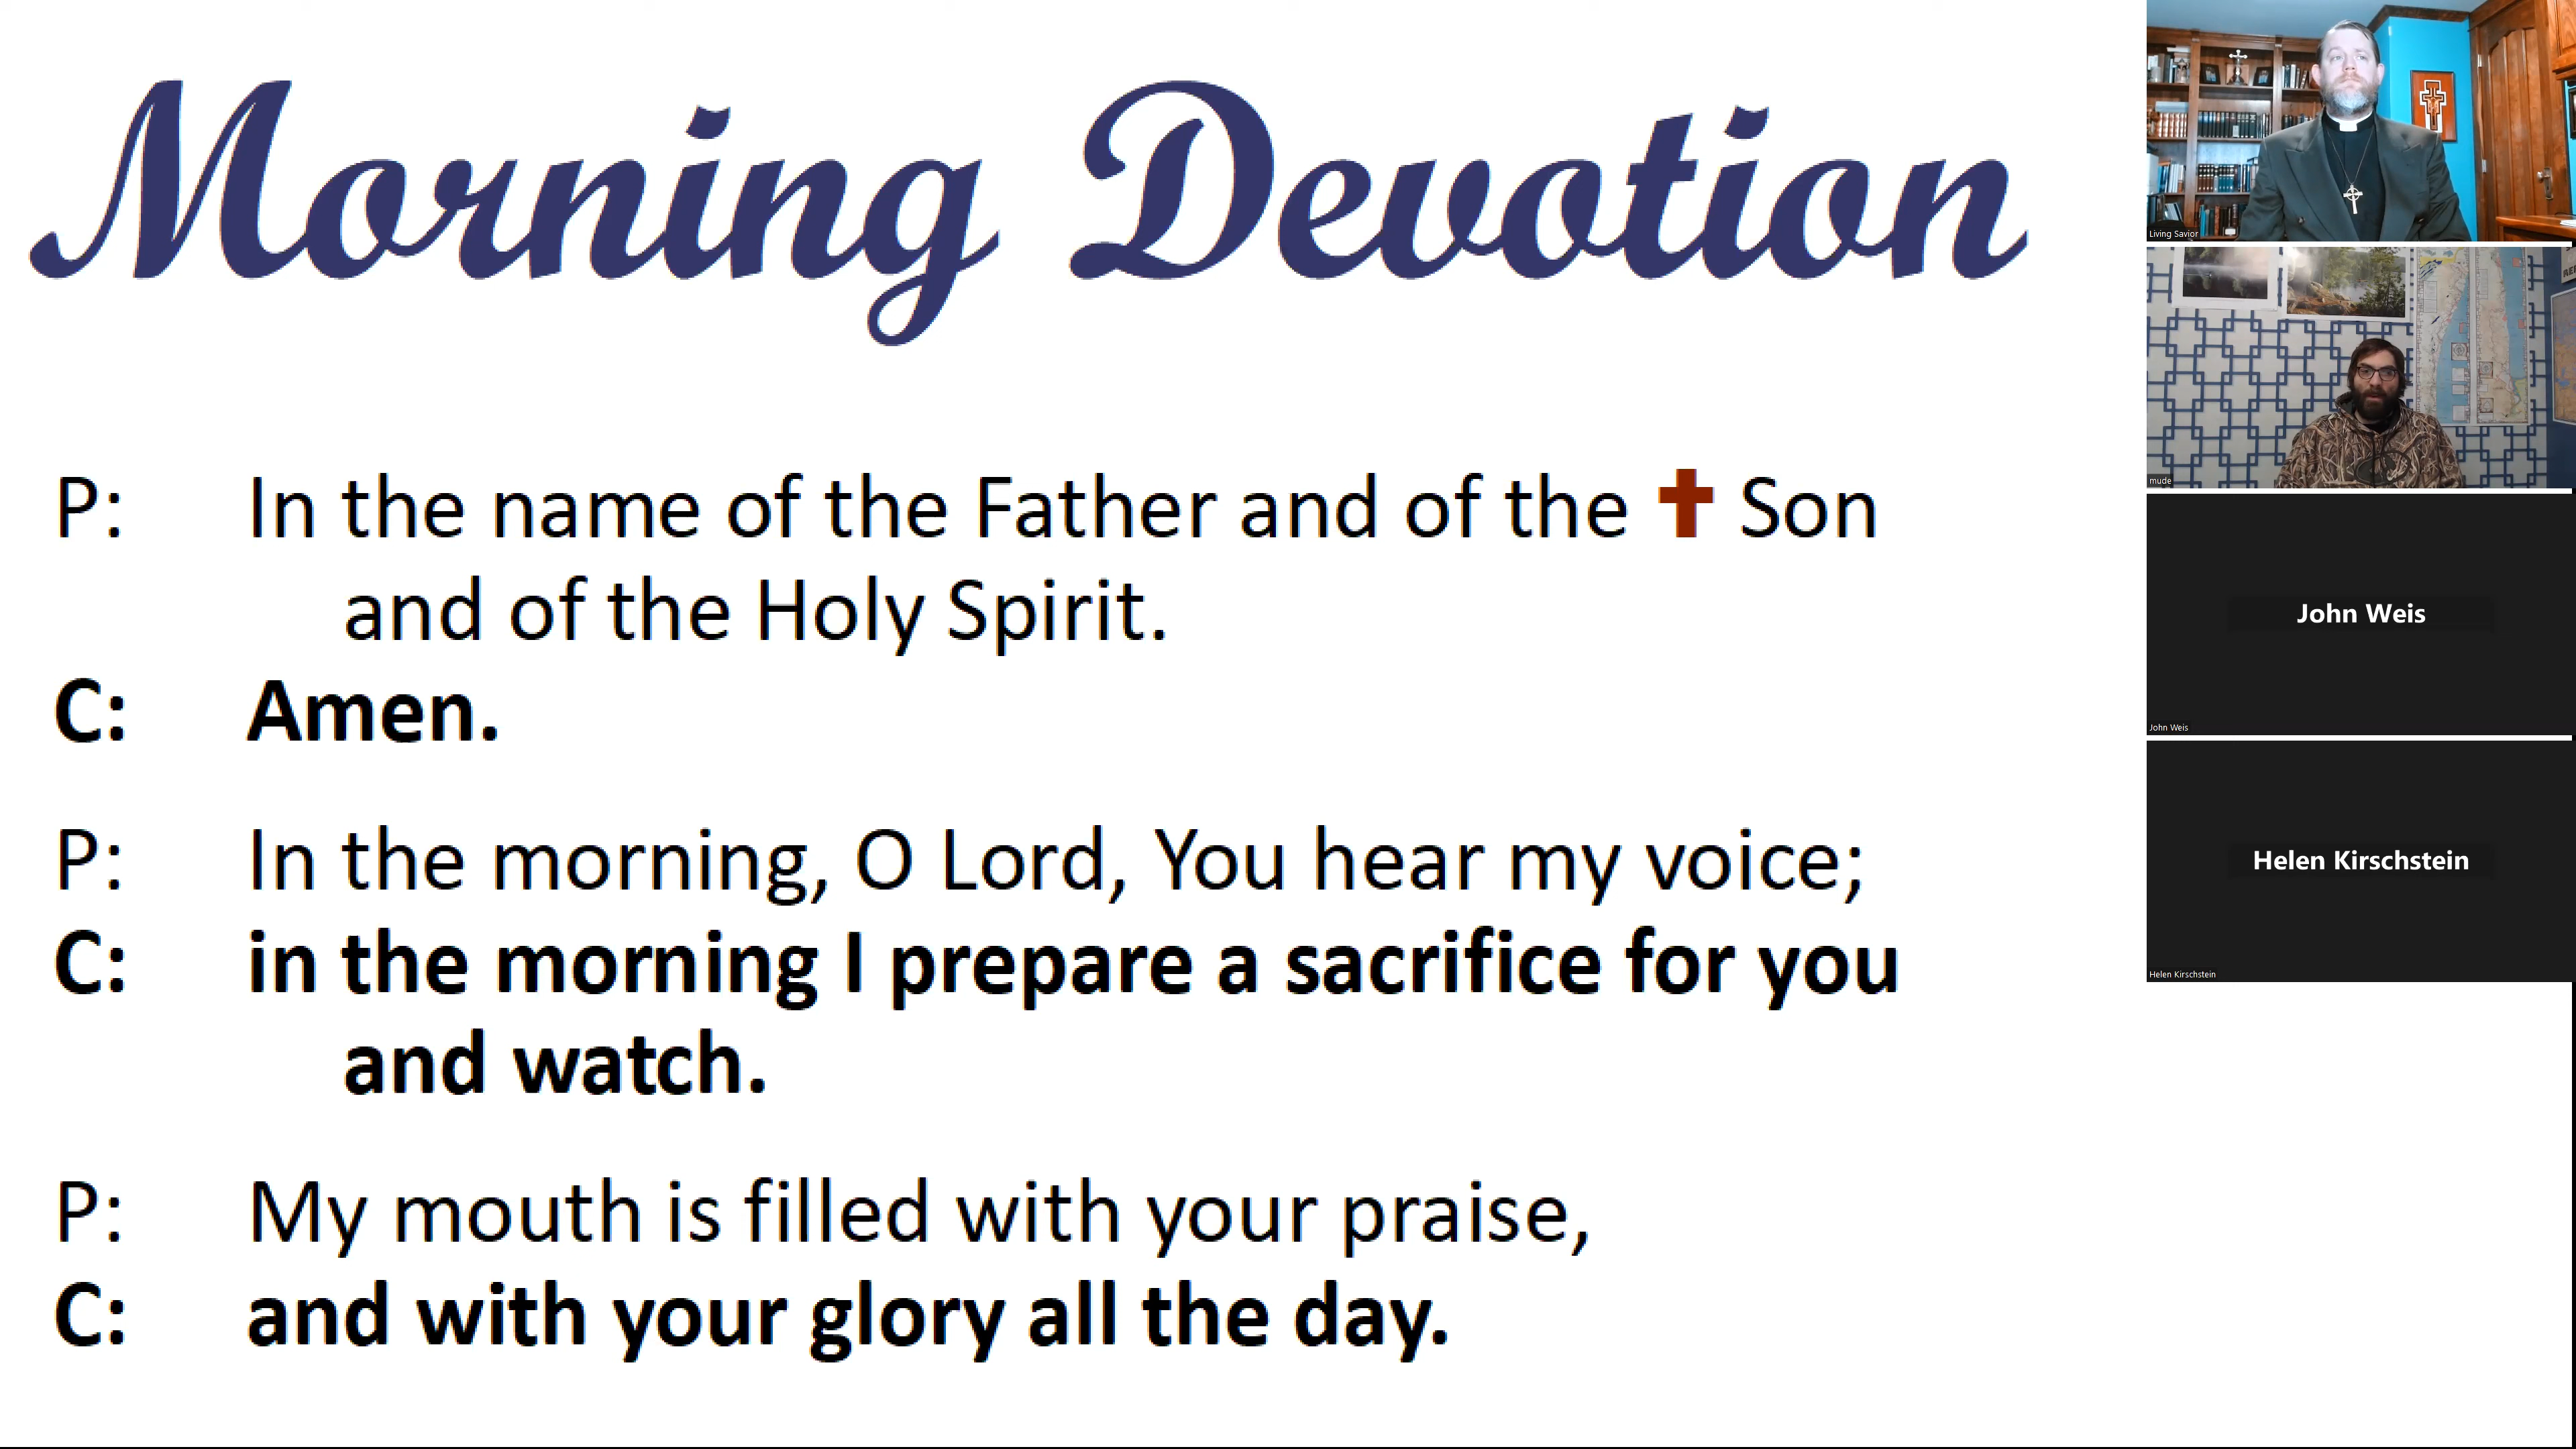 Morning Devotion
P: In the name of the Father and of the ✝ Son
and of the Holy Spirit.
C: Amen.
P: In the morning, O Lord, You hear my voice;
C: in the morning I prepare a sacrifice for you
and watch.
P: My mouth is filled with your praise,
C: and with your glory all the day.
Living Savior
mude
John Weis
John Weis
Helen Kirschstein
Helen Kirschstein